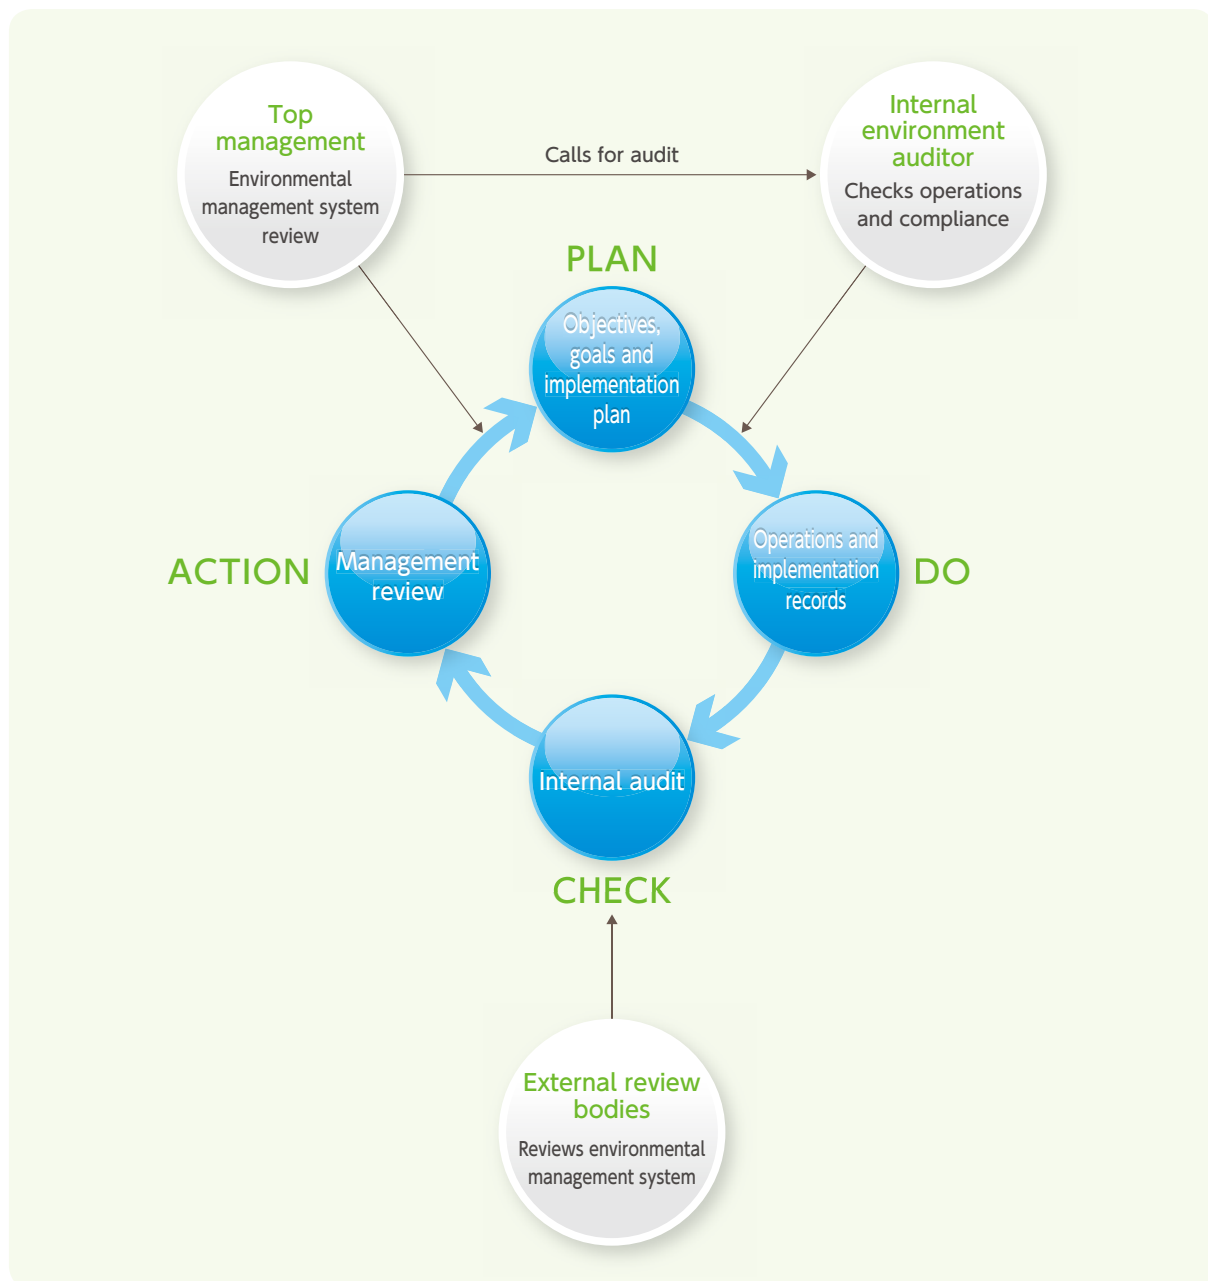 Top
management
Environmental
management system
review
Calls for audit
Internal
environment
auditor
Checks operations
and compliance
PLAN
Objectives,
goals and
implementation
plan
ACTION
Management
review
Operations and
implementation
records
DO
Internal audit
CHECK
External review
bodies
Reviews environmental
management system